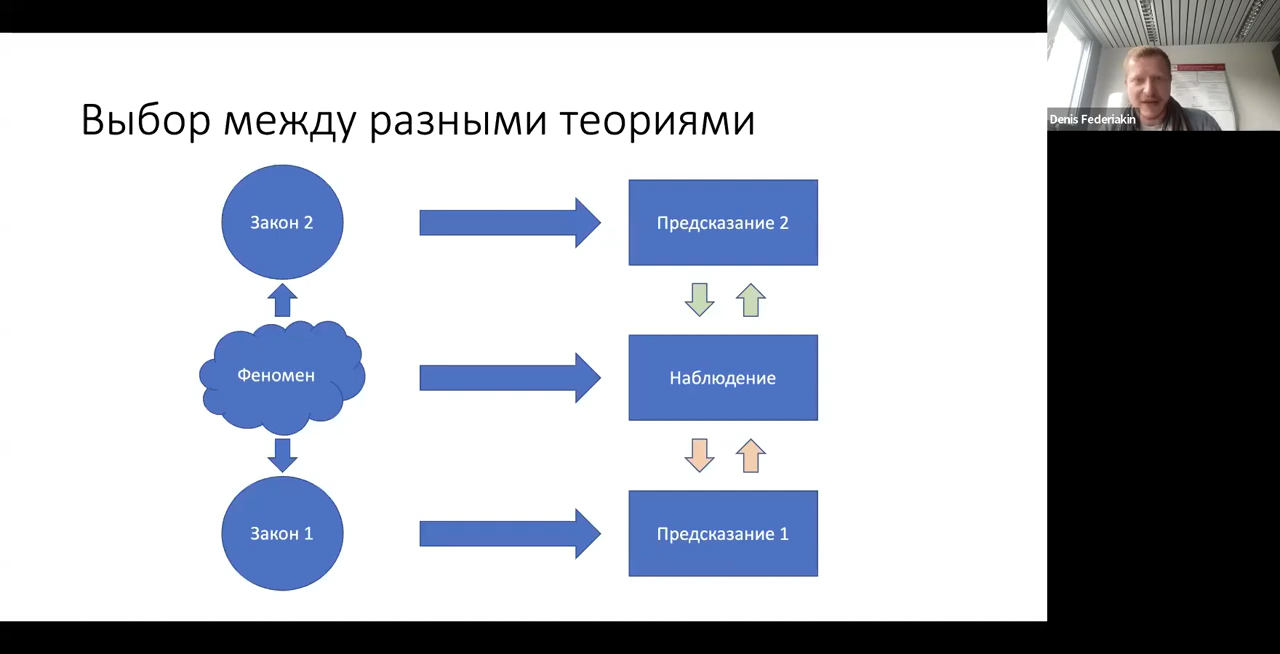 Выбор между разными теориями
Закон 2
Предсказание 2
Феномен
Наблюдение
Закон 1
Предсказание 1
Denis Federiakin